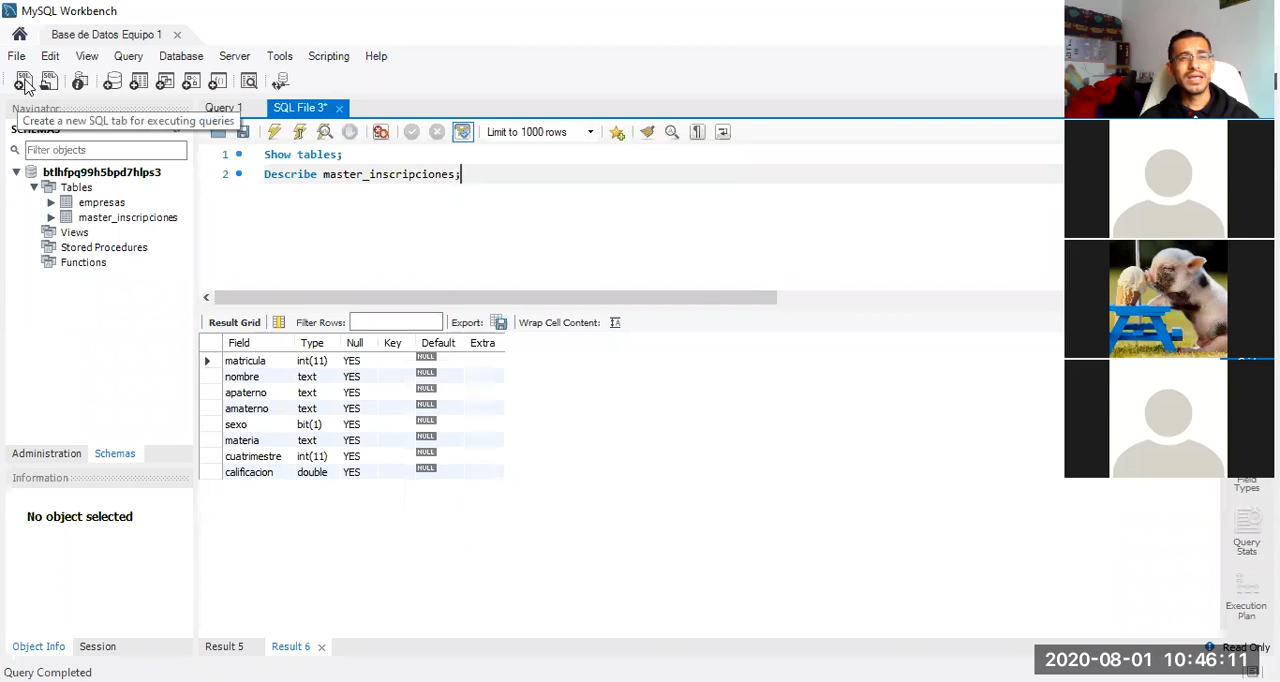 MySQL Workbench
Base de Datos Equipo 1
File Edit View Query Database Server Tools Scripting Help
Navigator
Query 1 SQL File 3*
Create a new SQL tab for executing queries
Limit to 1000 rows
Filter objects
1 Show tables;
2 Describe master_inscripciones;
btlhfpq99h5bpd7hlps3
Tables
empresas
master_inscripciones
Views
Stored Procedures
Functions
Result Grid Filter Rows: Export: Wrap Cell Content:
Field Type Null Key Default Extra
matricula int(11) YES NULL
nombre text YES NULL
apaterno text YES NULL
amaterno text YES NULL
sexo bit(1) YES NULL
materia text YES NULL
cuatrimestre int(11) YES NULL
calificacion double YES NULL
Administration Schemas
Information
No object selected
Field Types
Query Stats
Execution Plan
Object Info Session
Result 5 Result 6
Read Only
2020-08-01 10:46:11
Query Completed